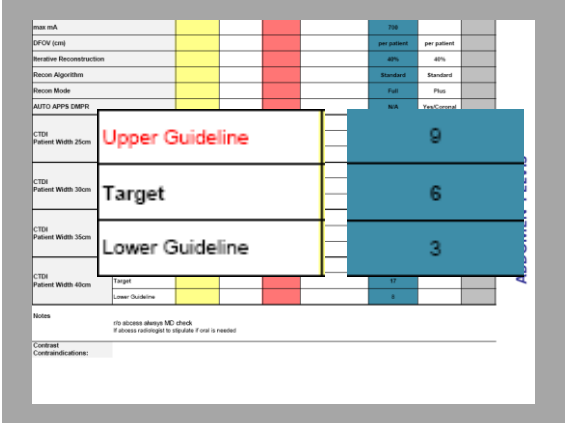 max mA 700
DFOV (cm) per patient per patient
Iterative Reconstruction 40% 40%
Recon Algorithm Standard Standard
Recon Mode Full Plus
AUTO APPS DMPR N/A Yes/Coronal
CTDI
Patient Width 25cm
Upper Guideline 9
CTDI
Patient Width 30cm
Target 6
CTDI
Patient Width 35cm
Lower Guideline 3
CTDI
Patient Width 40cm
Target 17
Lower Guideline
Notes
r/o abcess always MD check
If abcess radiologist to stipulate if oral is needed
Contrast
Contraindications: